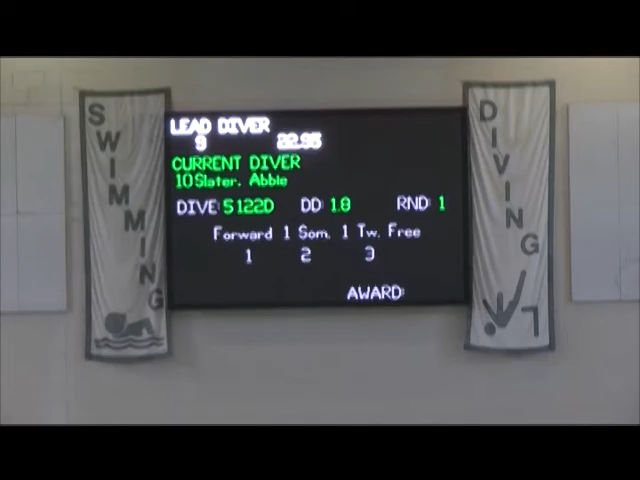 SWIMMING
LEAD DIVER
9 22.95
CURRENT DIVER
10 Slater, Abbie
DIVE: 5122D DD: 1.8 RND: 1
Forward 1 Som. 1 Tw. Free
1 2 3
AWARD:
DIVING